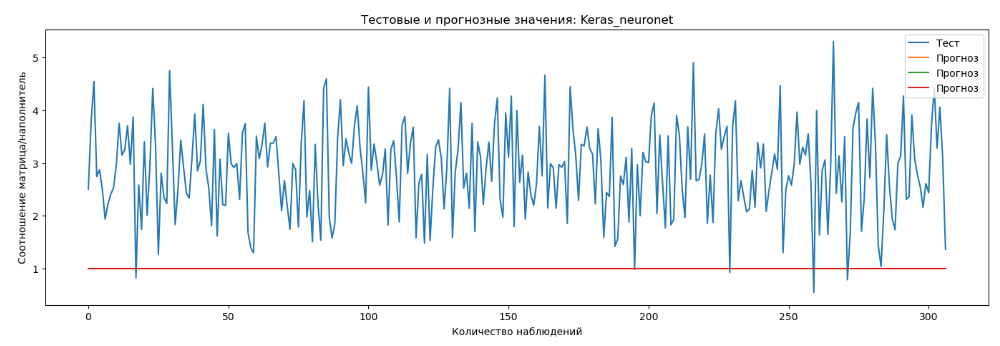 Тестовые и прогнозные значения: Keras_neuronet
Соотношение матрица/наполнитель
5
4
3
2
1
Тест
Прогноз
Прогноз
Прогноз
0 50 100 150 200 250 300
Количество наблюдений